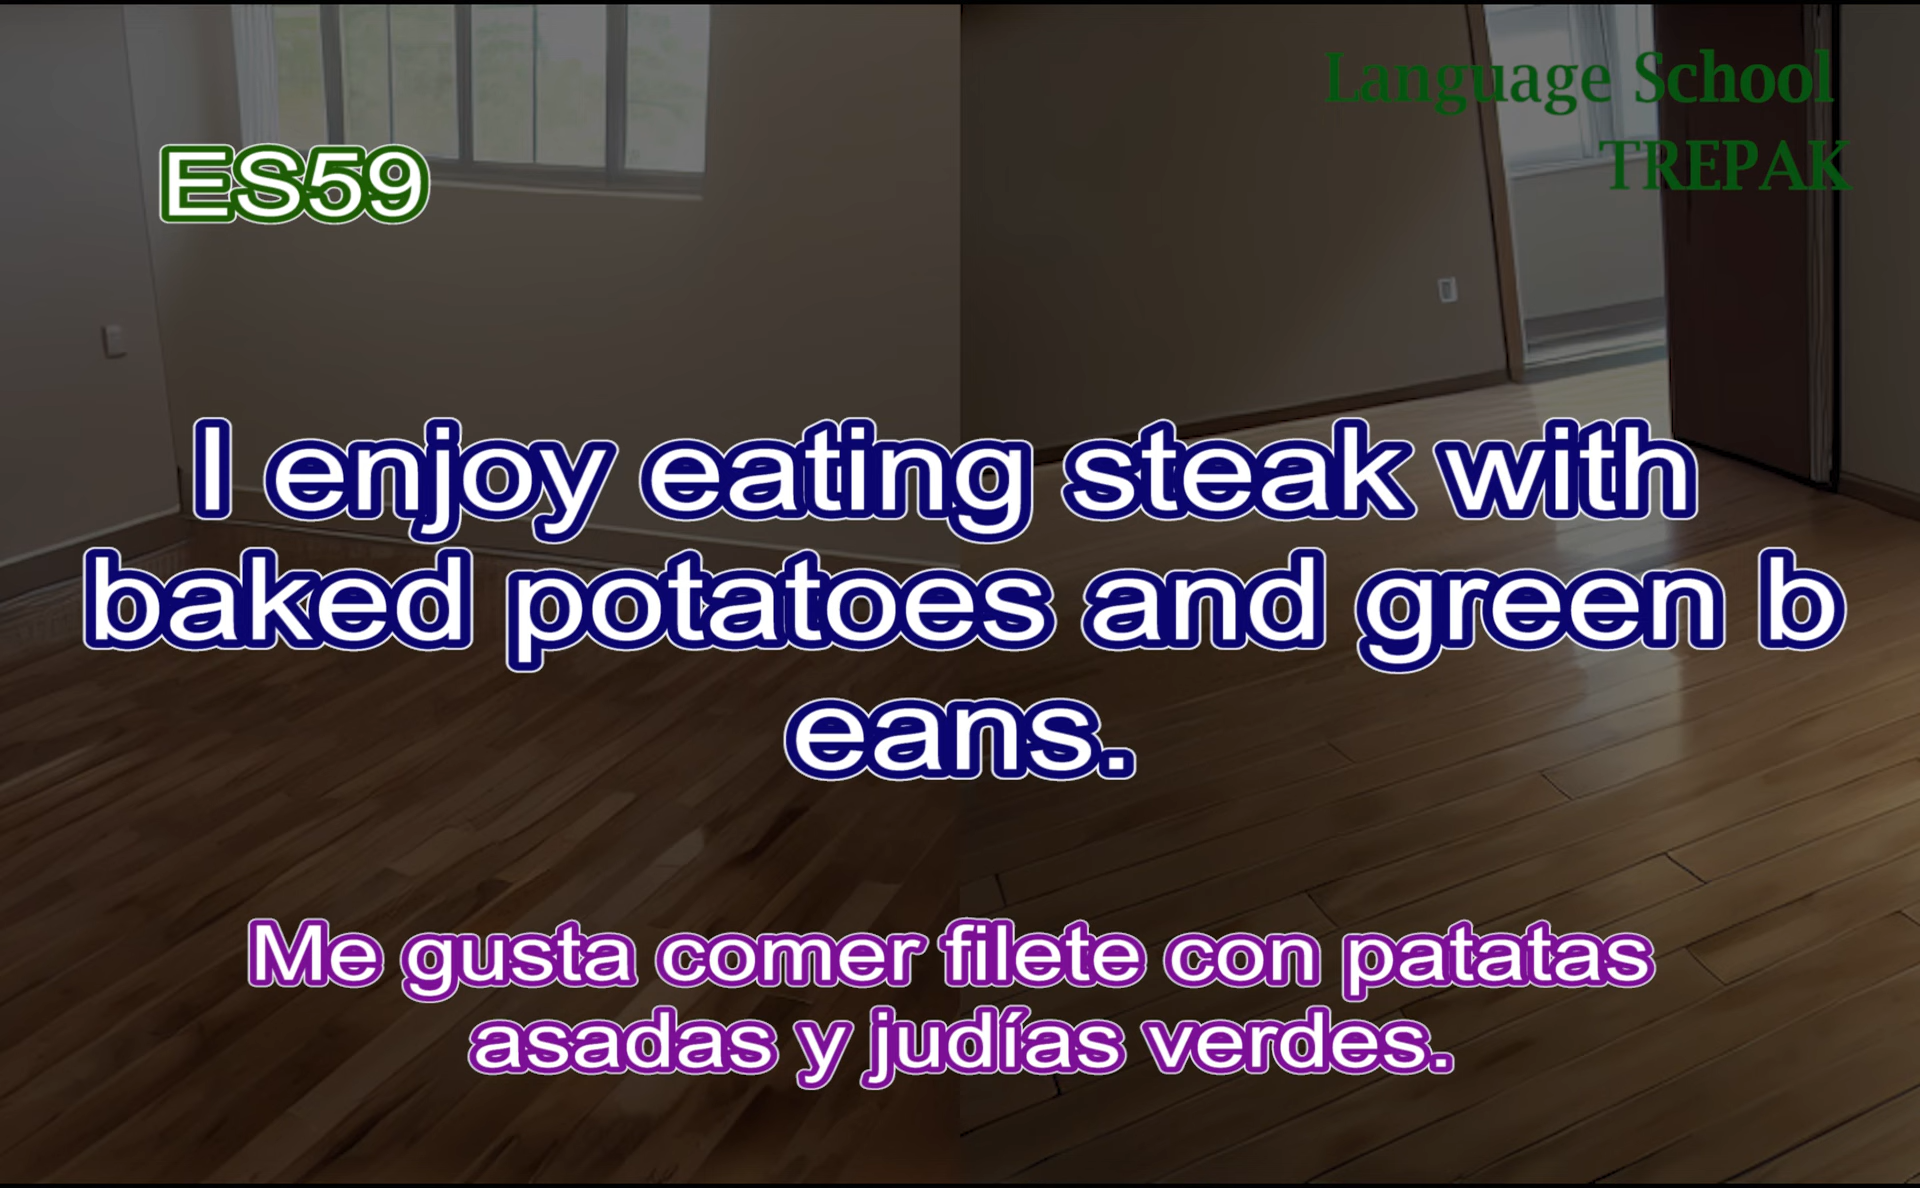 Language School
TREPAK
ES59
I enjoy eating steak with
baked potatoes and green b
eans.
Me gusta comer filete con patatas
asadas y judías verdes.